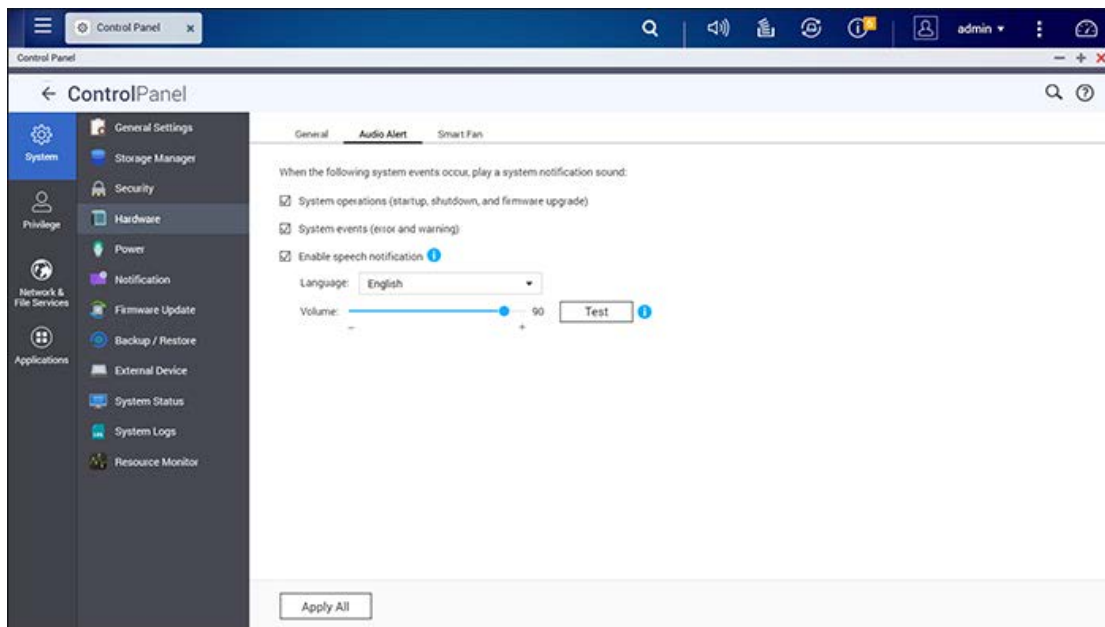 Control Panel x
6
admin
Control Panel
ControlPanel
System
Privilege
Network &
File Services
Applications
General Settings
Storage Manager
Security
Hardware
Power
Notification
Firmware Update
Backup / Restore
External Device
System Status
System Logs
Resource Monitor
General Audio Alert Smart Fan
When the following system events occur, play a system notification sound:
System operations (startup, shutdown, and firmware upgrade)
System events (error and warning)
Enable speech notification
Language: English
Volume: 90 Test
- +
Apply All